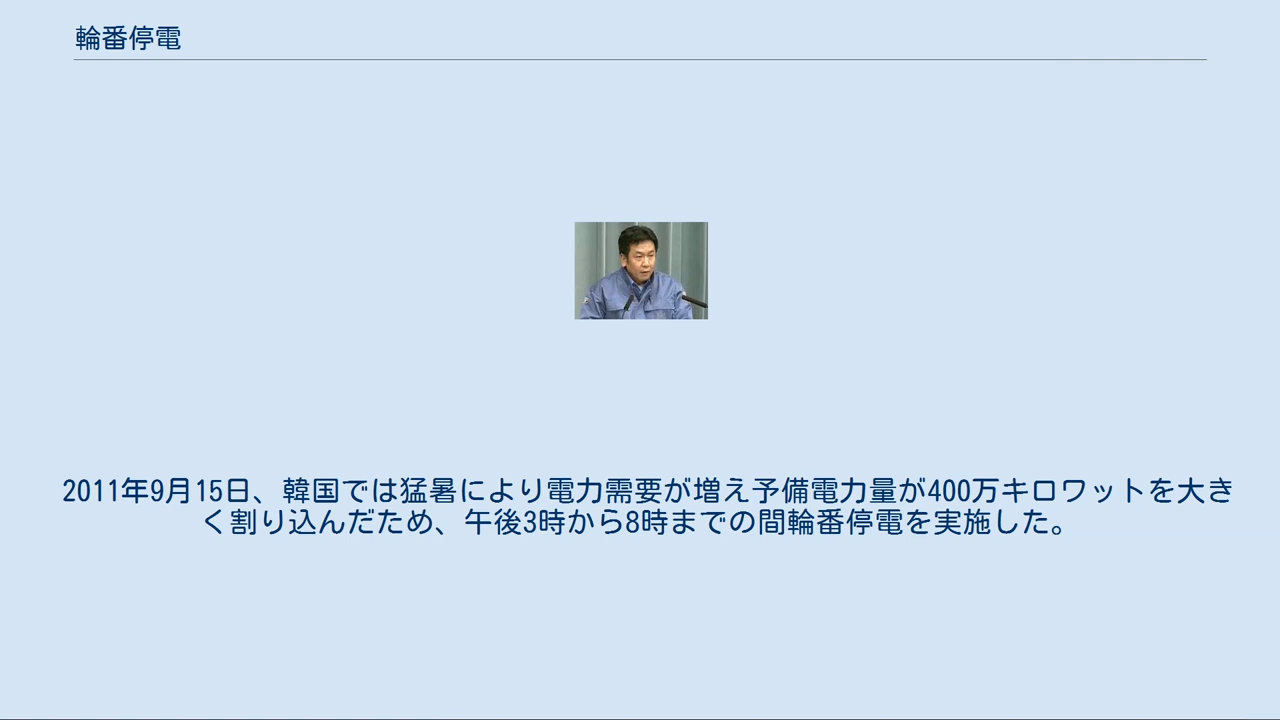 輪番停電
2011年9月15日、韓国では猛暑により電力需要が増え予備電力量が400万キロワットを大き
く割り込んだため、午後3時から8時までの間輪番停電を実施した。